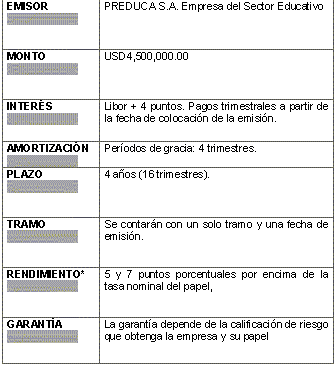 EMISOR PREDUCA S.A. Empresa del Sector Educativo
MONTO USD4,500,000.00
INTERÉS Libor + 4 puntos. Pagos trimestrales a partir de
la fecha de colocación de la emisión.
AMORTIZACIÓN Períodos de gracia: 4 trimestres.
PLAZO 4 años (16 trimestres).
TRAMO Se contarán con un solo tramo y una fecha de
emisión.
RENDIMIENTO* 5 y 7 puntos porcentuales por encima de la
tasa nominal del papel,
GARANTÍA La garantía depende de la calificación de riesgo
que obtenga la empresa y su papel